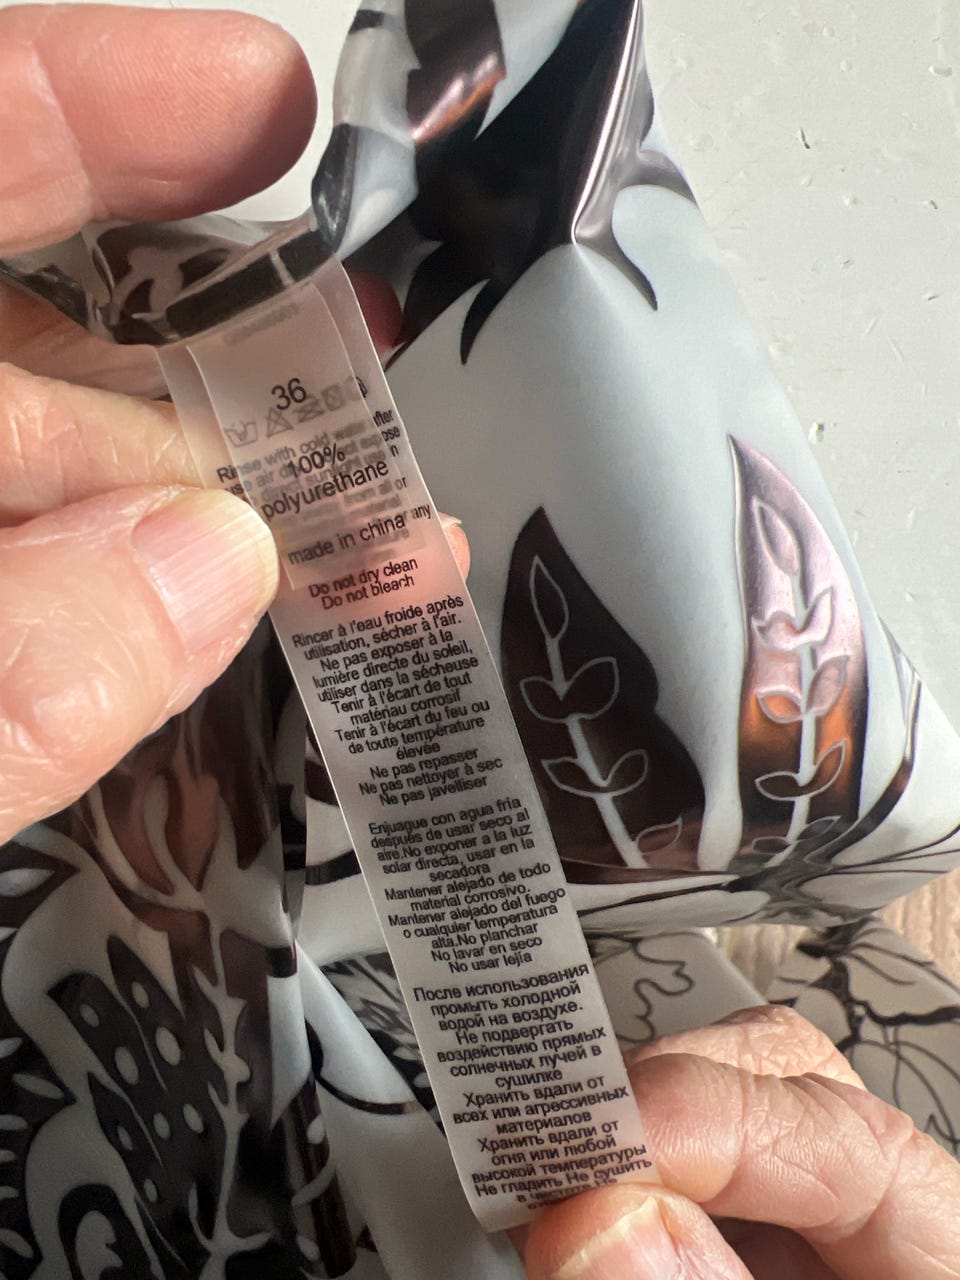 36
Rinse with cold water after
100%
polyurethane
made in china
any
Do not dry clean
Do not bleach
Rincer à l'eau froide après
utilisation, sécher à l'air.
Ne pas exposer à la
lumière directe du soleil,
utiliser dans la sécheuse
Tenir à l'écart de tout
matériau corrosif
Tenir à l'écart du feu ou
de toute température
élevée
Ne pas repasser
Ne pas nettoyer à sec
Ne pas javelliser
Enjuague con agua fría
después de usar seco al
aire.No exponer a la luz
solar directa, usar en la
secadora
Mantener alejado de todo
material corrosivo.
Mantener alejado del fuego
o cualquier temperatura
alta.No planchar
No lavar en seco
No usar lejía
После использования
промыть холодной
водой на воздухе.
Не подвергать
воздействию прямых
солнечных лучей в
сушилке
Хранить вдали от
всех или агрессивных
материалов
Хранить вдали от
огня или любой
высокой температуры
Не гладить Не сушить